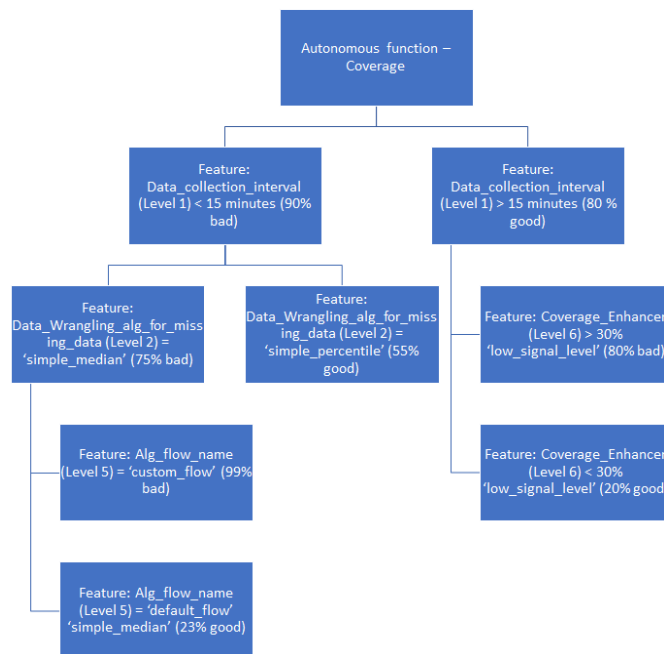 Autonomous function –
Coverage
Feature:
Data_collection_interval
(Level 1) < 15 minutes (90%
bad)
Feature:
Data_collection_interval
(Level 1) > 15 minutes (80 %
good)
Feature:
Data_Wrangling_alg_for_miss
ing_data (Level 2) =
‘simple_median’ (75% bad)
Feature:
Data_Wrangling_alg_for_miss
ing_data (Level 2) =
‘simple_percentile’ (55%
good)
Feature: Coverage_Enhancer
(Level 6) > 30%
‘low_signal_level’ (80% bad)
Feature: Alg_flow_name
(Level 5) = ‘custom_flow’ (99%
bad)
Feature: Coverage_Enhancer
(Level 6) < 30%
‘low_signal_level’ (20% good
Feature: Alg_flow_name
(Level 5) = ‘default_flow’
‘simple_median’ (23% good)